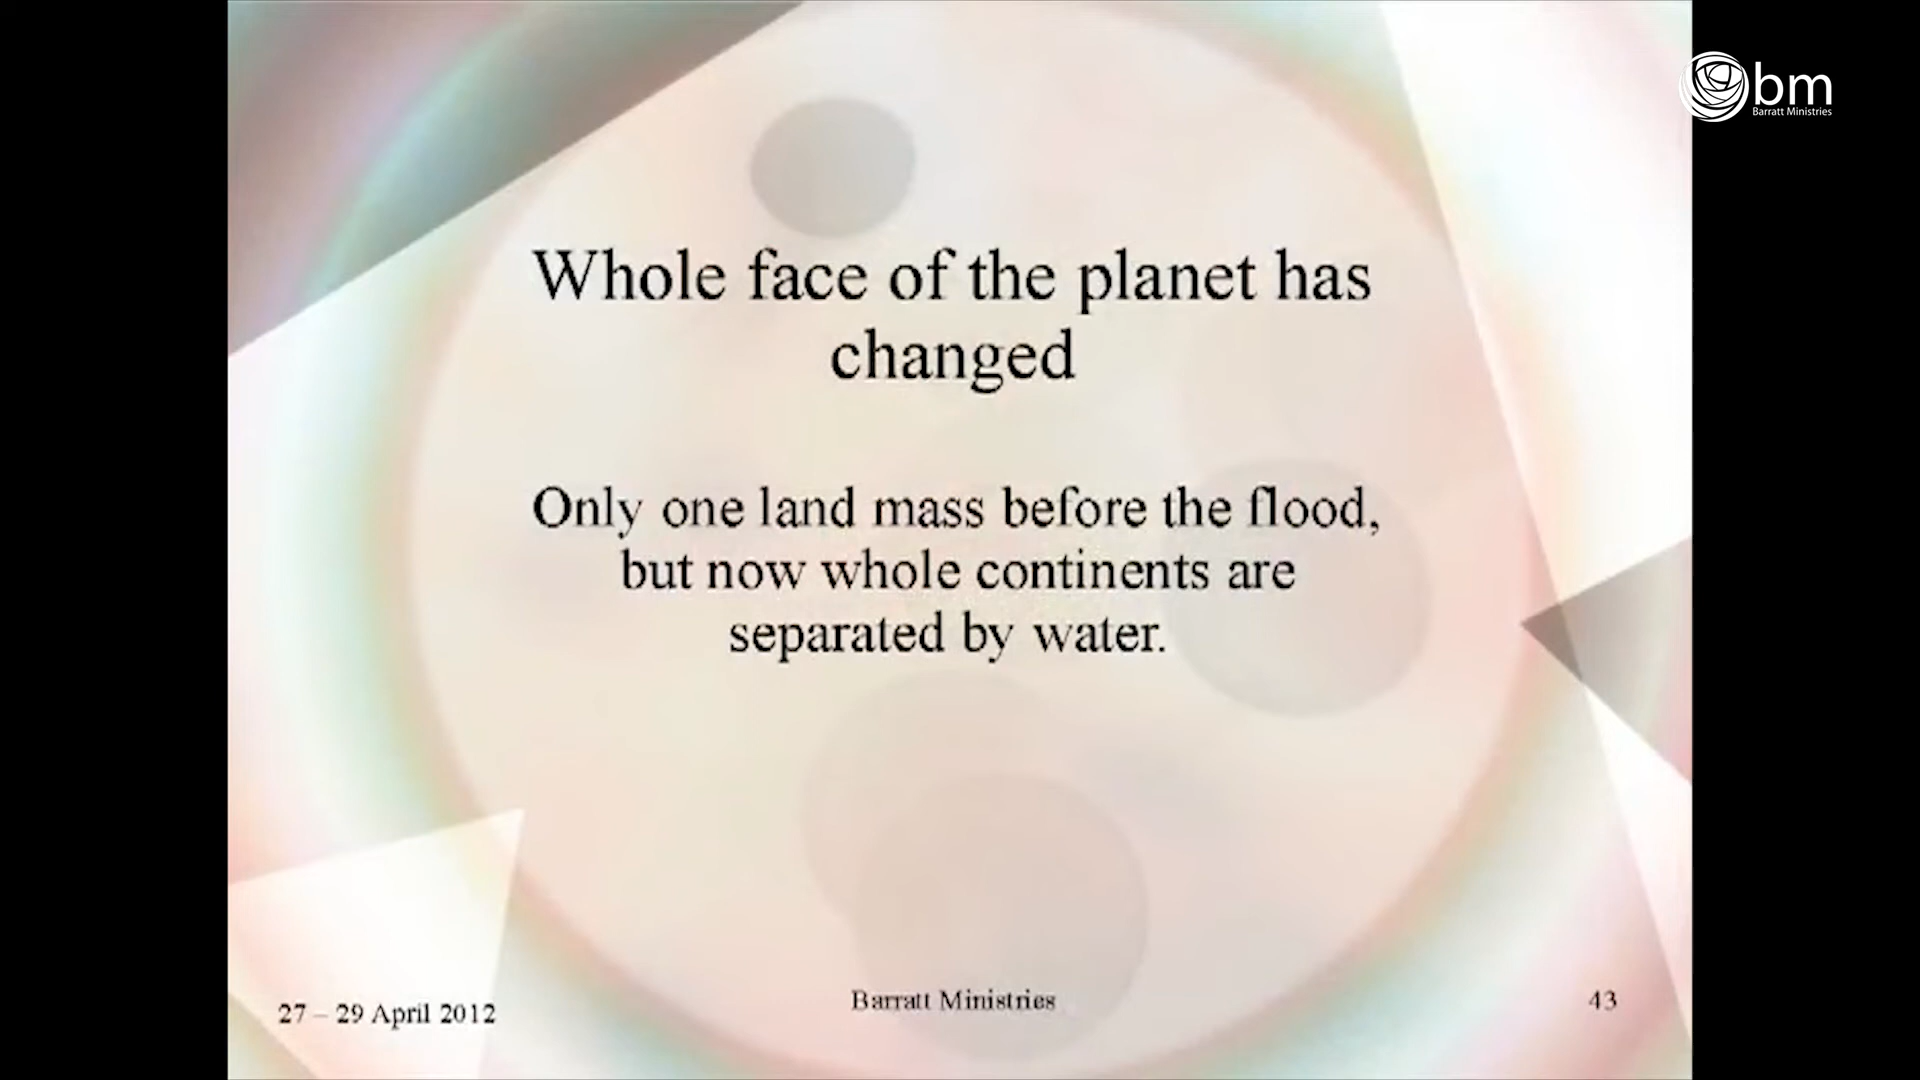 bm
Barratt Ministries
Whole face of the planet has
changed
Only one land mass before the flood,
but now whole continents are
separated by water.
27 – 29 April 2012
Barratt Ministries
43